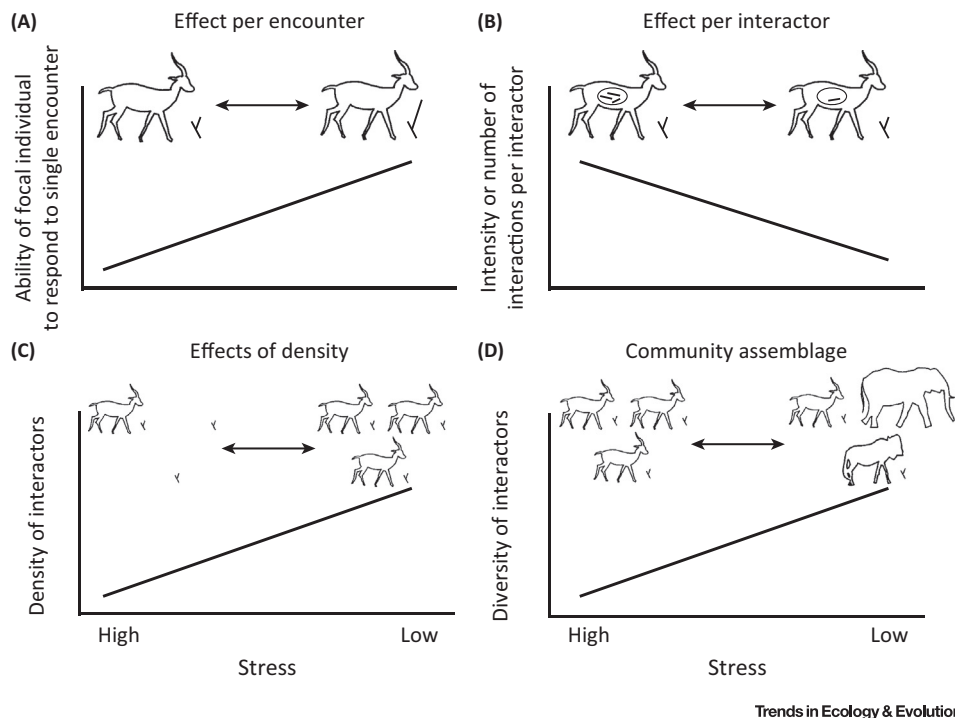 (A)
Effect per encounter
Ability of focal individual
to respond to single encounter
(B)
Effect per interactor
Intensity or number of
interactions per interactor
(C)
Effects of density
Density of interactors
High
Low
Stress
(D)
Community assemblage
Diversity of interactors
High
Low
Stress
Trends in Ecology & Evolution